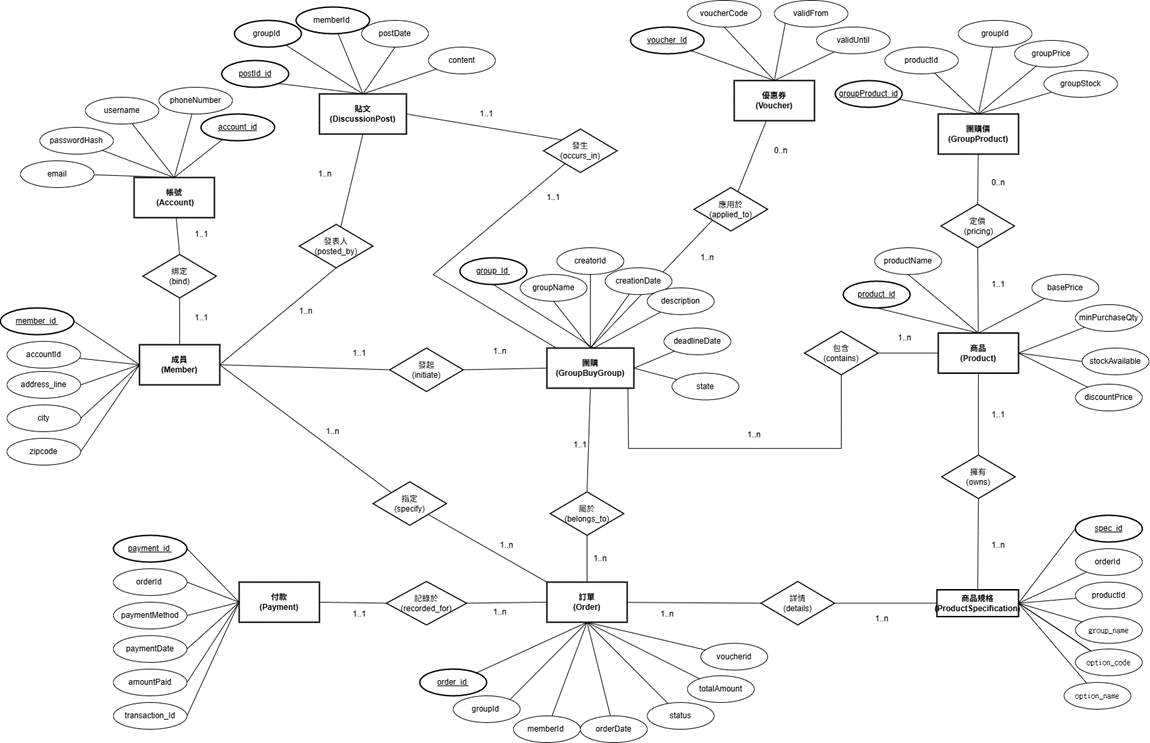 memberId
groupId
postDate
content
postId_id
貼文
(DiscussionPost)
1..1
1..n
voucherCode
validFrom
voucher_Id
validUntil
優惠券
(Voucher)
0..n
groupId
productId
groupPrice
groupProduct_id
groupStock
團購價
(GroupProduct)
0..n
phoneNumber
username
account_id
passwordHash
email
帳號
(Account)
1..1
發生
(occurs_in)
1..1
應用於
(applied_to)
1..n
定價
(pricing)
1..1
發表人
(posted_by)
1..n
綁定
(bind)
1..1
creatorId
group_Id
groupName
creationDate
description
deadlineDate
state
productName
product_id
basePrice
minPurchaseQty
stockAvailable
discountPrice
member_id
accountId
address_line
city
zipcode
成員
(Member)
1..1
發起
(initiate)
1..n
團購
(GroupBuyGroup)
包含
(contains)
1..n
商品
(Product)
1..n
1..1
1..n
1..1
指定
(specify)
1..n
屬於
(belongs_to)
1..n
擁有
(owns)
1..n
payment_id
orderId
paymentMethod
paymentDate
amountPaid
transaction_Id
付款
(Payment)
1..1
記錄於
(recorded_for)
1..n
訂單
(Order)
1..n
詳情
(details)
1..n
商品規格
(ProductSpecification)
spec_id
orderId
productId
group_name
option_code
option_name
order_id
groupId
memberId
orderDate
status
totalAmount
voucherid